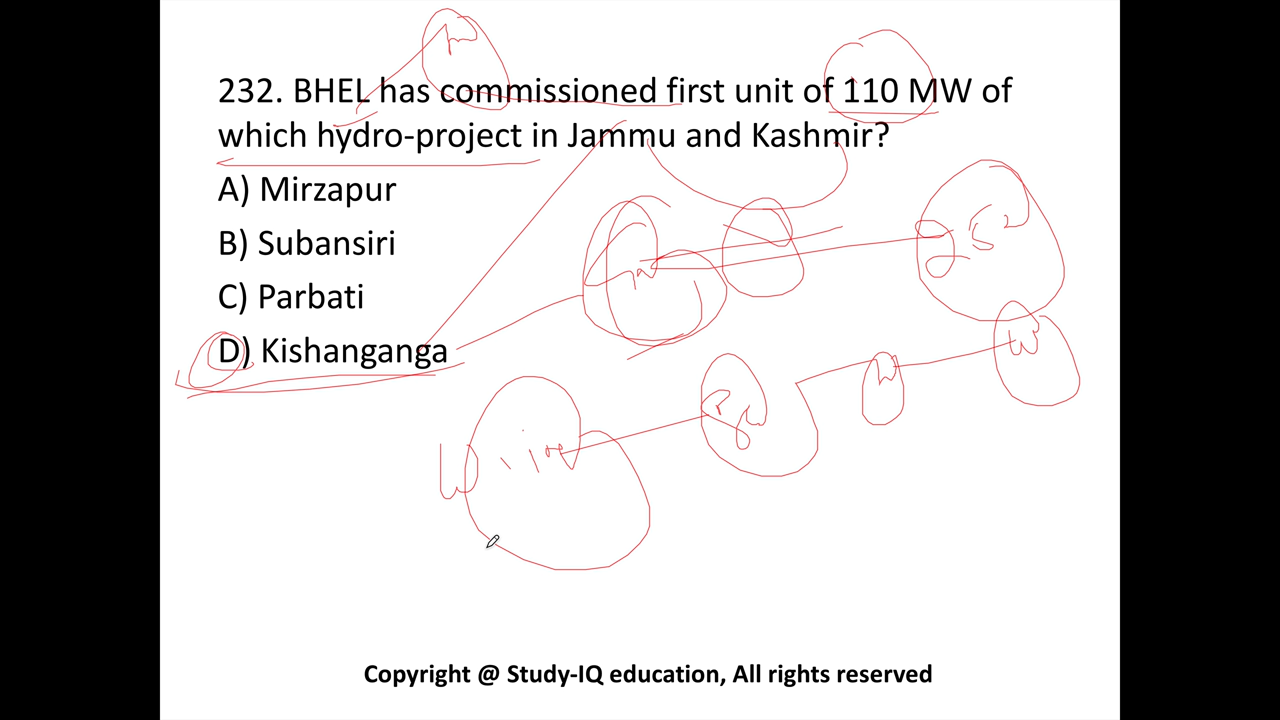 232. BHEL has commissioned first unit of 110 MW of
which hydro-project in Jammu and Kashmir?
A) Mirzapur
B) Subansiri
C) Parbati
D) Kishanganga
Copyright @ Study-IQ education, All rights reserved